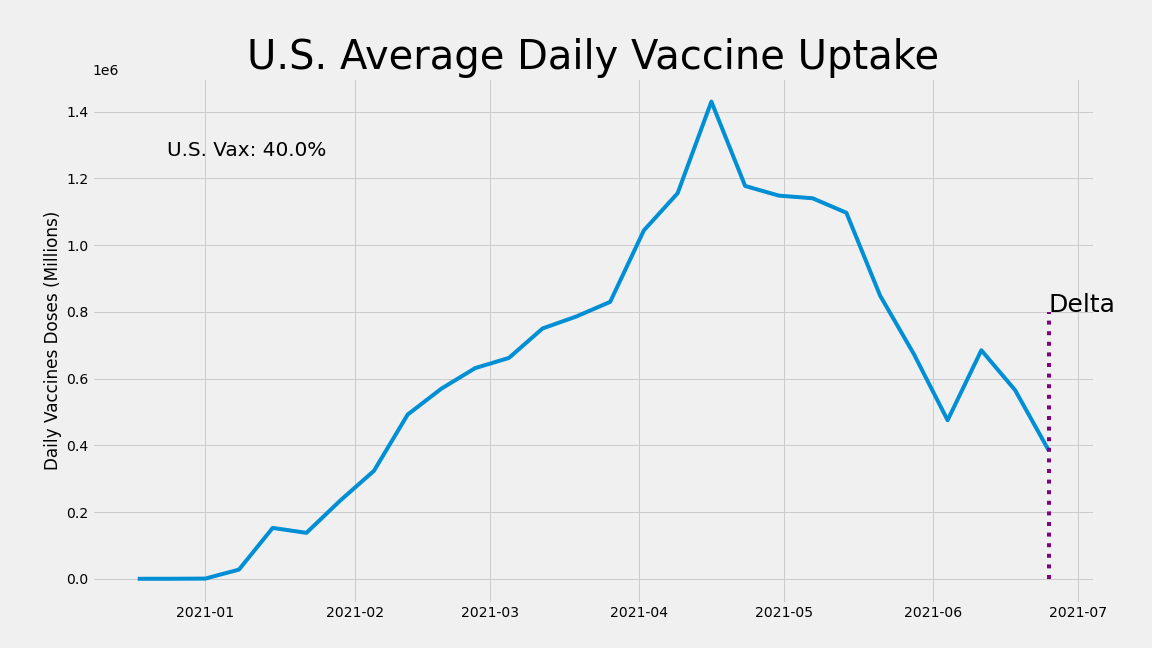 U.S. Average Daily Vaccine Uptake
1e6
1.4
U.S. Vax: 40.0%
1.2
1.0
Daily Vaccines Doses (Millions)
0.8
Delta
0.6
0.4
0.2
0.0
2021-01 2021-02 2021-03 2021-04 2021-05 2021-06 2021-07